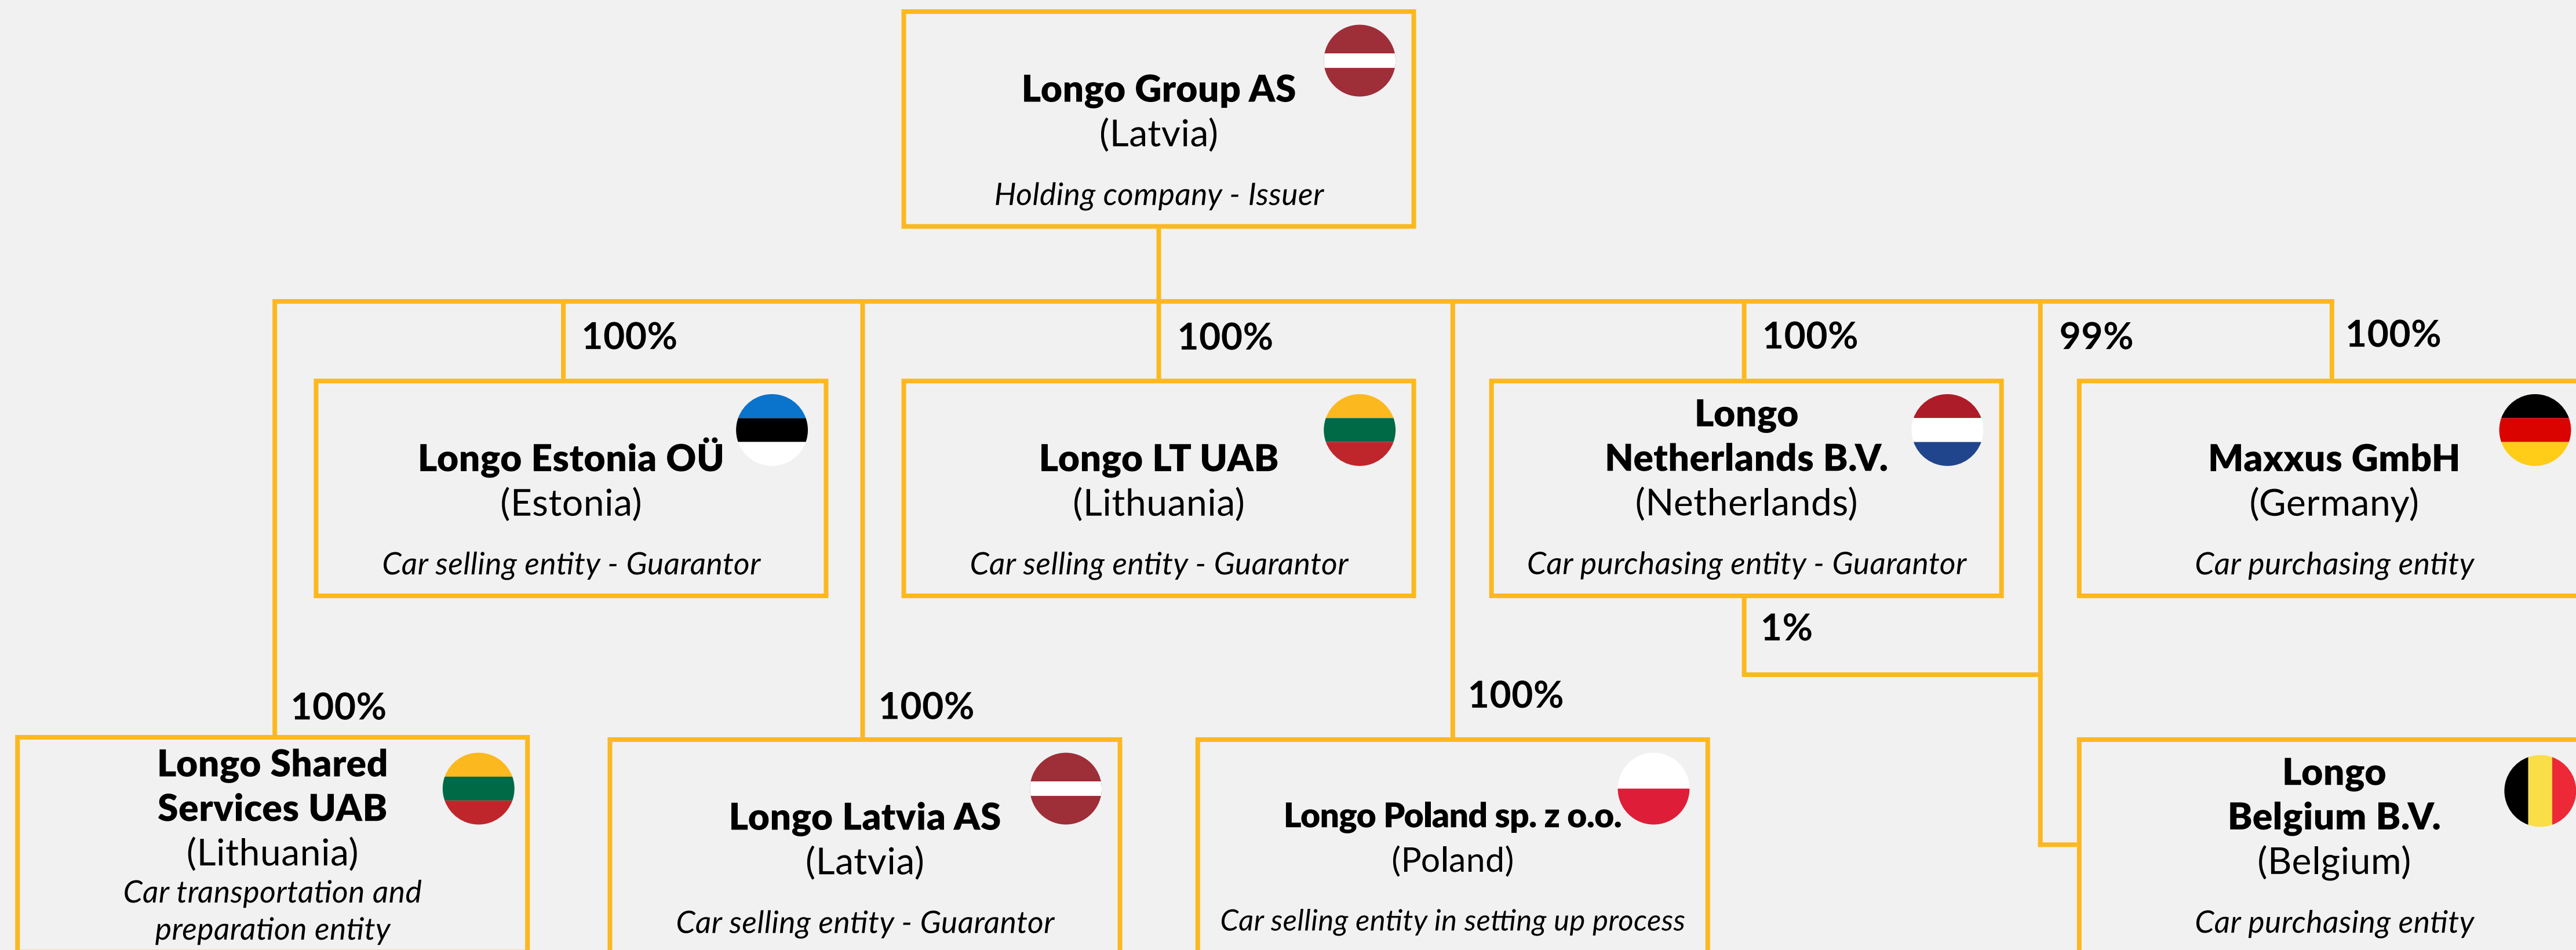 Longo Group AS
(Latvia)
Holding company - Issuer
100%
100%
100%
99%
100%
Longo Estonia OÜ
(Estonia)
Car selling entity - Guarantor
Longo LT UAB
(Lithuania)
Car selling entity - Guarantor
Longo
Netherlands B.V.
(Netherlands)
Car purchasing entity - Guarantor
Maxxus GmbH
(Germany)
Car purchasing entity
1%
100%
100%
100%
Longo Shared
Services UAB
(Lithuania)
Car transportation and
preparation entity
Longo Latvia AS
(Latvia)
Car selling entity - Guarantor
Longo Poland sp. z o.o.
(Poland)
Car selling entity in setting up process
Longo
Belgium B.V.
(Belgium)
Car purchasing entity